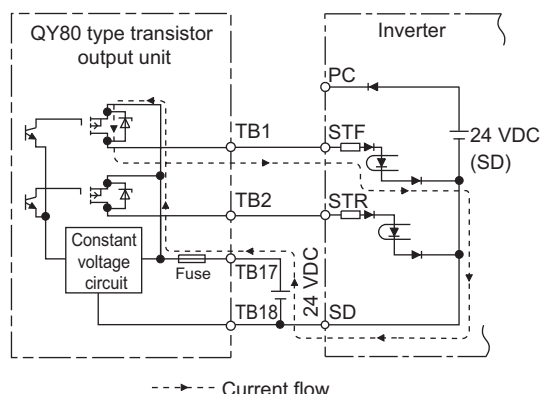 QY80 type transistor
output unit
Inverter
PC
TB1
STF
24 VDC
(SD)
TB2
STR
Constant
voltage
circuit
Fuse
TB17
24 VDC
TB18
SD
Current flow